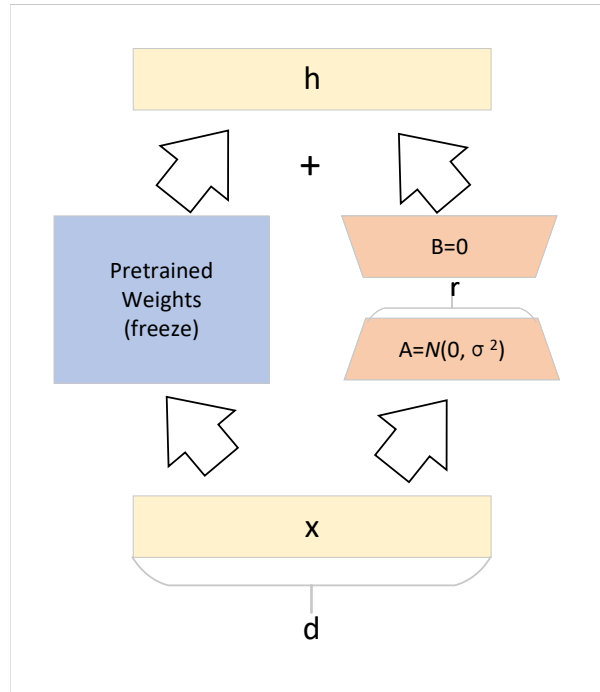 h
+
Pretrained
Weights
(freeze)
B=0
r
A=N(0, σ ²)
x
d